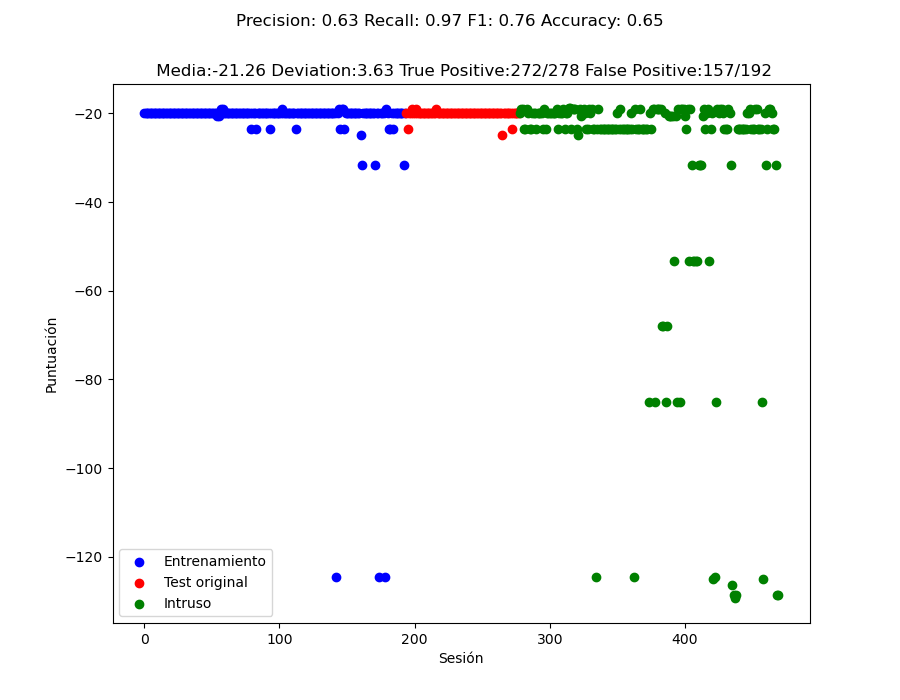 Precision: 0.63 Recall: 0.97 F1: 0.76 Accuracy: 0.65
Media:-21.26 Deviation:3.63 True Positive:272/278 False Positive:157/192
−20
−40
−60
−80
−100
−120
Puntuación
Entrenamiento
Test original
Intruso
0
100
200
300
400
Sesión